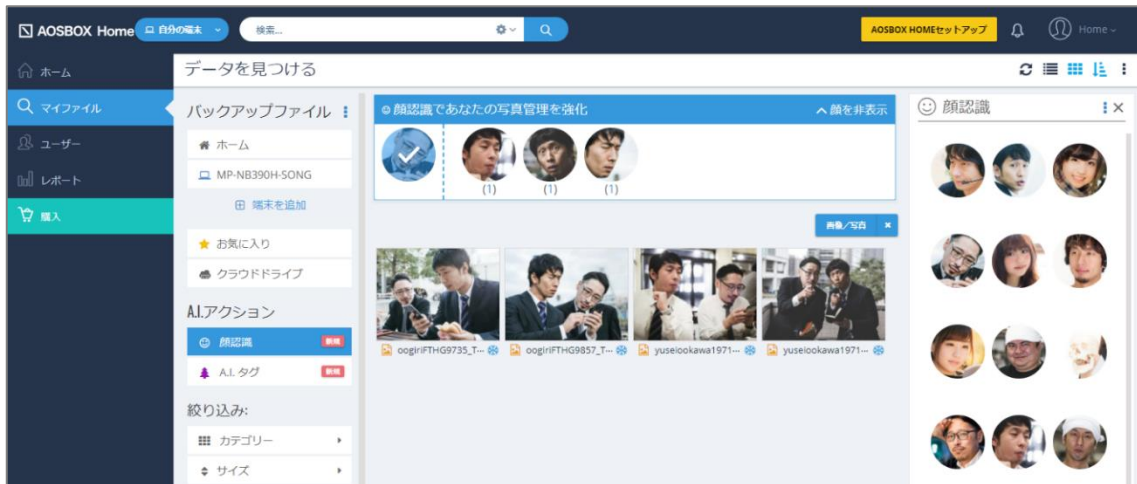 AOSBOX Home
自分の端末
検索...
AOSBOX HOMEセットアップ
Home
ホーム
マイファイル
ユーザー
レポート
購入
データを見つける
バックアップファイル
ホーム
MP-NB390H-SONG
端末を追加
お気に入り
クラウドドライブ
A.I.アクション
顔認識
新規
A.I. タグ
新規
絞り込み:
カテゴリー
サイズ
顔認識であなたの写真管理を強化
顔を非表示
(1)
(1)
(1)
画像/写真
oogiriFTHG9735_T...
oogiriFTHG9857_T...
yuseiookawa1971...
yuseiookawa1971...
顔認識